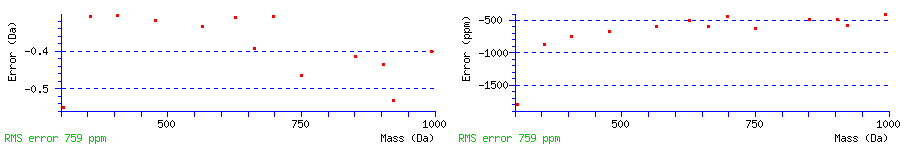 Error (Da)
-0.4
-0.5
500
750
1000
RMS error 759 ppm
Mass (Da)
Error (ppm)
-500
-1000
-1500
500
750
1000
RMS error 759 ppm
Mass (Da)